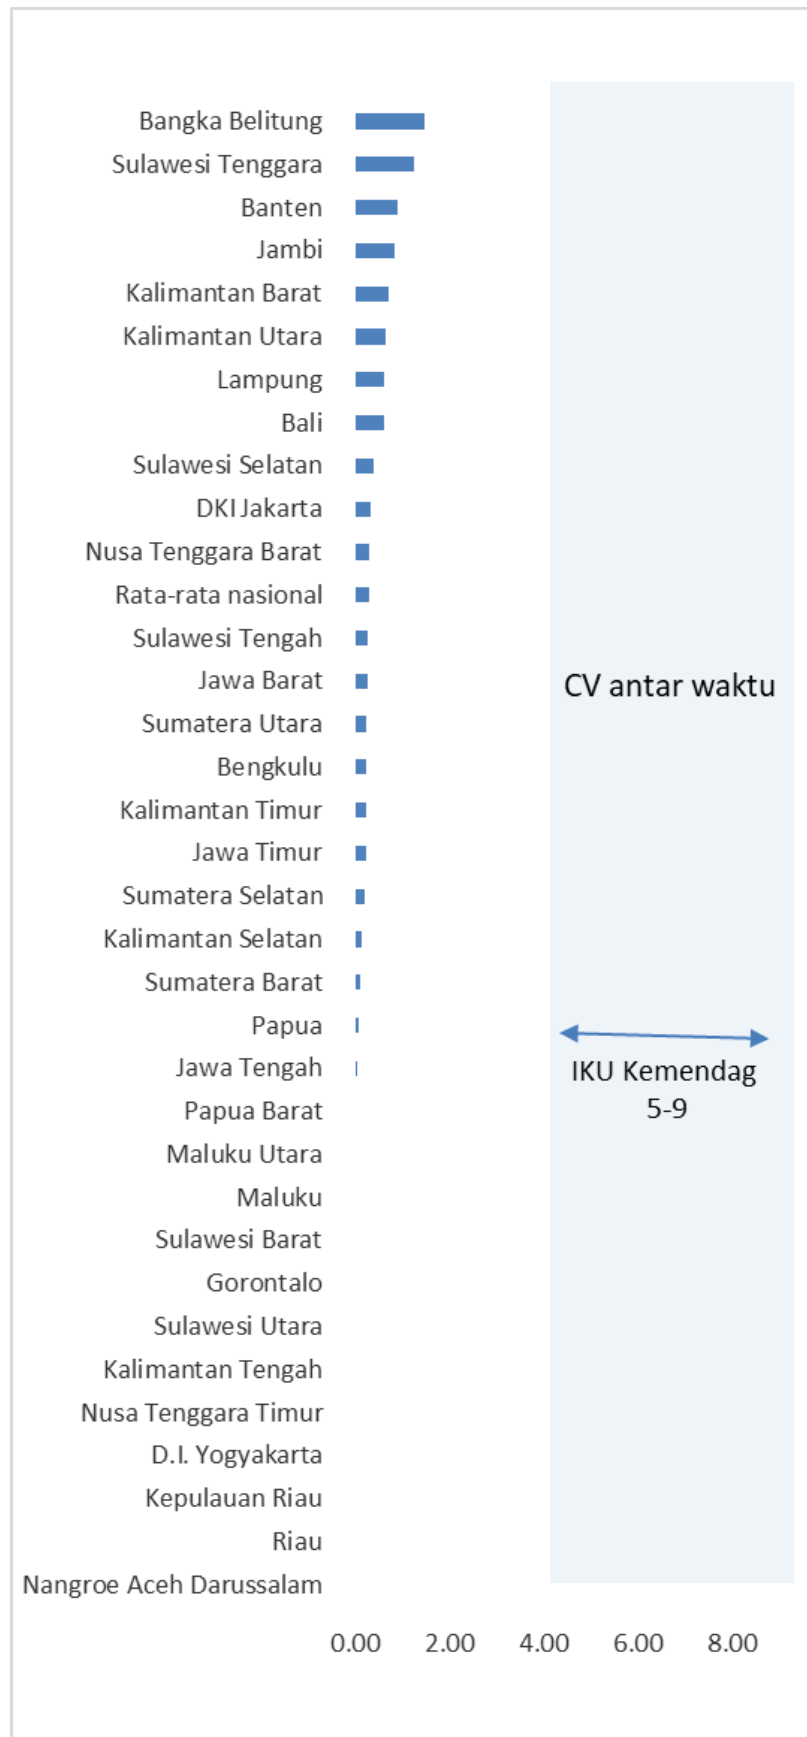 Bangka Belitung
Sulawesi Tenggara
Banten
Jambi
Kalimantan Barat
Kalimantan Utara
Lampung
Bali
Sulawesi Selatan
DKI Jakarta
Nusa Tenggara Barat
Rata-rata nasional
Sulawesi Tengah
Jawa Barat
CV antar waktu
Sumatera Utara
Bengkulu
Kalimantan Timur
Jawa Timur
Sumatera Selatan
Kalimantan Selatan
Sumatera Barat
Papua
Jawa Tengah
IKU Kemendag
5-9
Papua Barat
Maluku Utara
Maluku
Sulawesi Barat
Gorontalo
Sulawesi Utara
Kalimantan Tengah
Nusa Tenggara Timur
D.I. Yogyakarta
Kepulauan Riau
Riau
Nangroe Aceh Darussalam
0.00 2.00 4.00 6.00 8.00